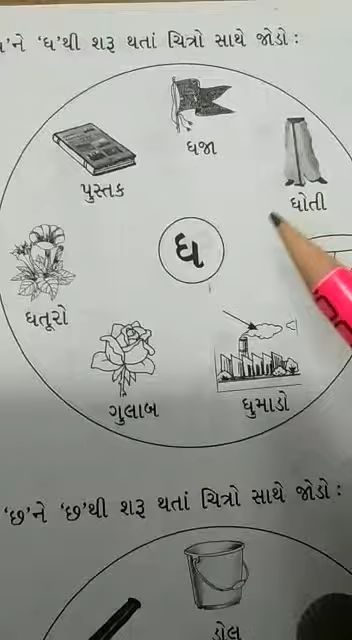 'ને 'ધ'થી શરૂ થતાં ચિત્રો સાથે જોડો :
ધજા
પુસ્તક
ધોતી
ધ
ધતૂરો
ગુલાબ
ધુમાડો
'છ'ને 'છ'થી શરૂ થતાં ચિત્રો સાથે જોડો :
ડોલ